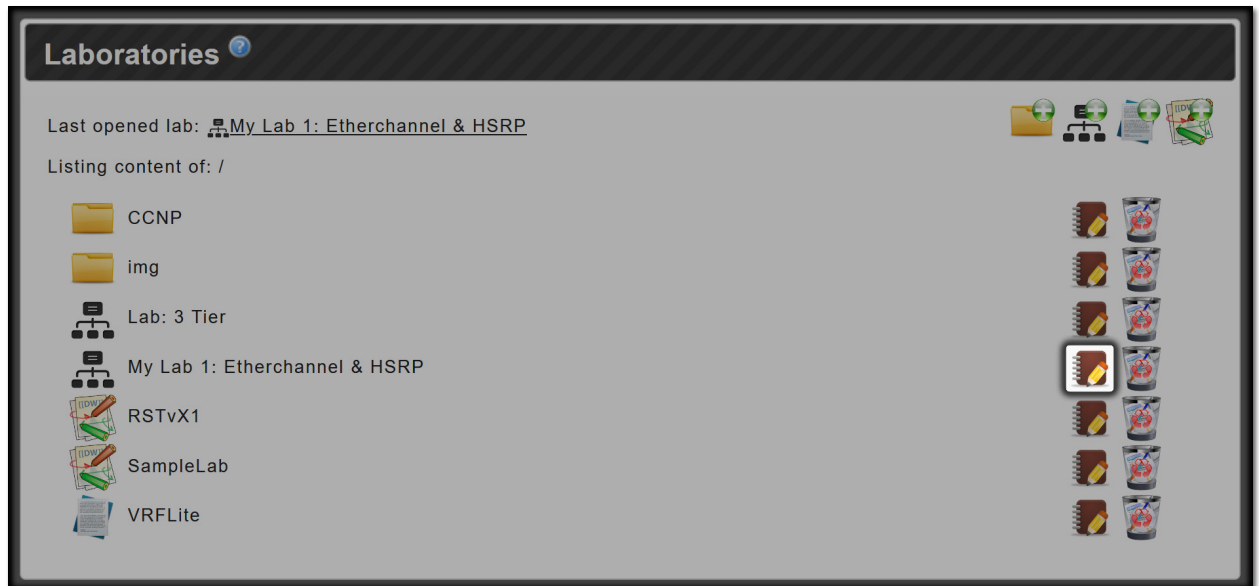 Laboratories
Last opened lab: My Lab 1: Etherchannel & HSRP
Listing content of: /
CCNP
img
Lab: 3 Tier
My Lab 1: Etherchannel & HSRP
RSTvX1
SampleLab
VRFLite